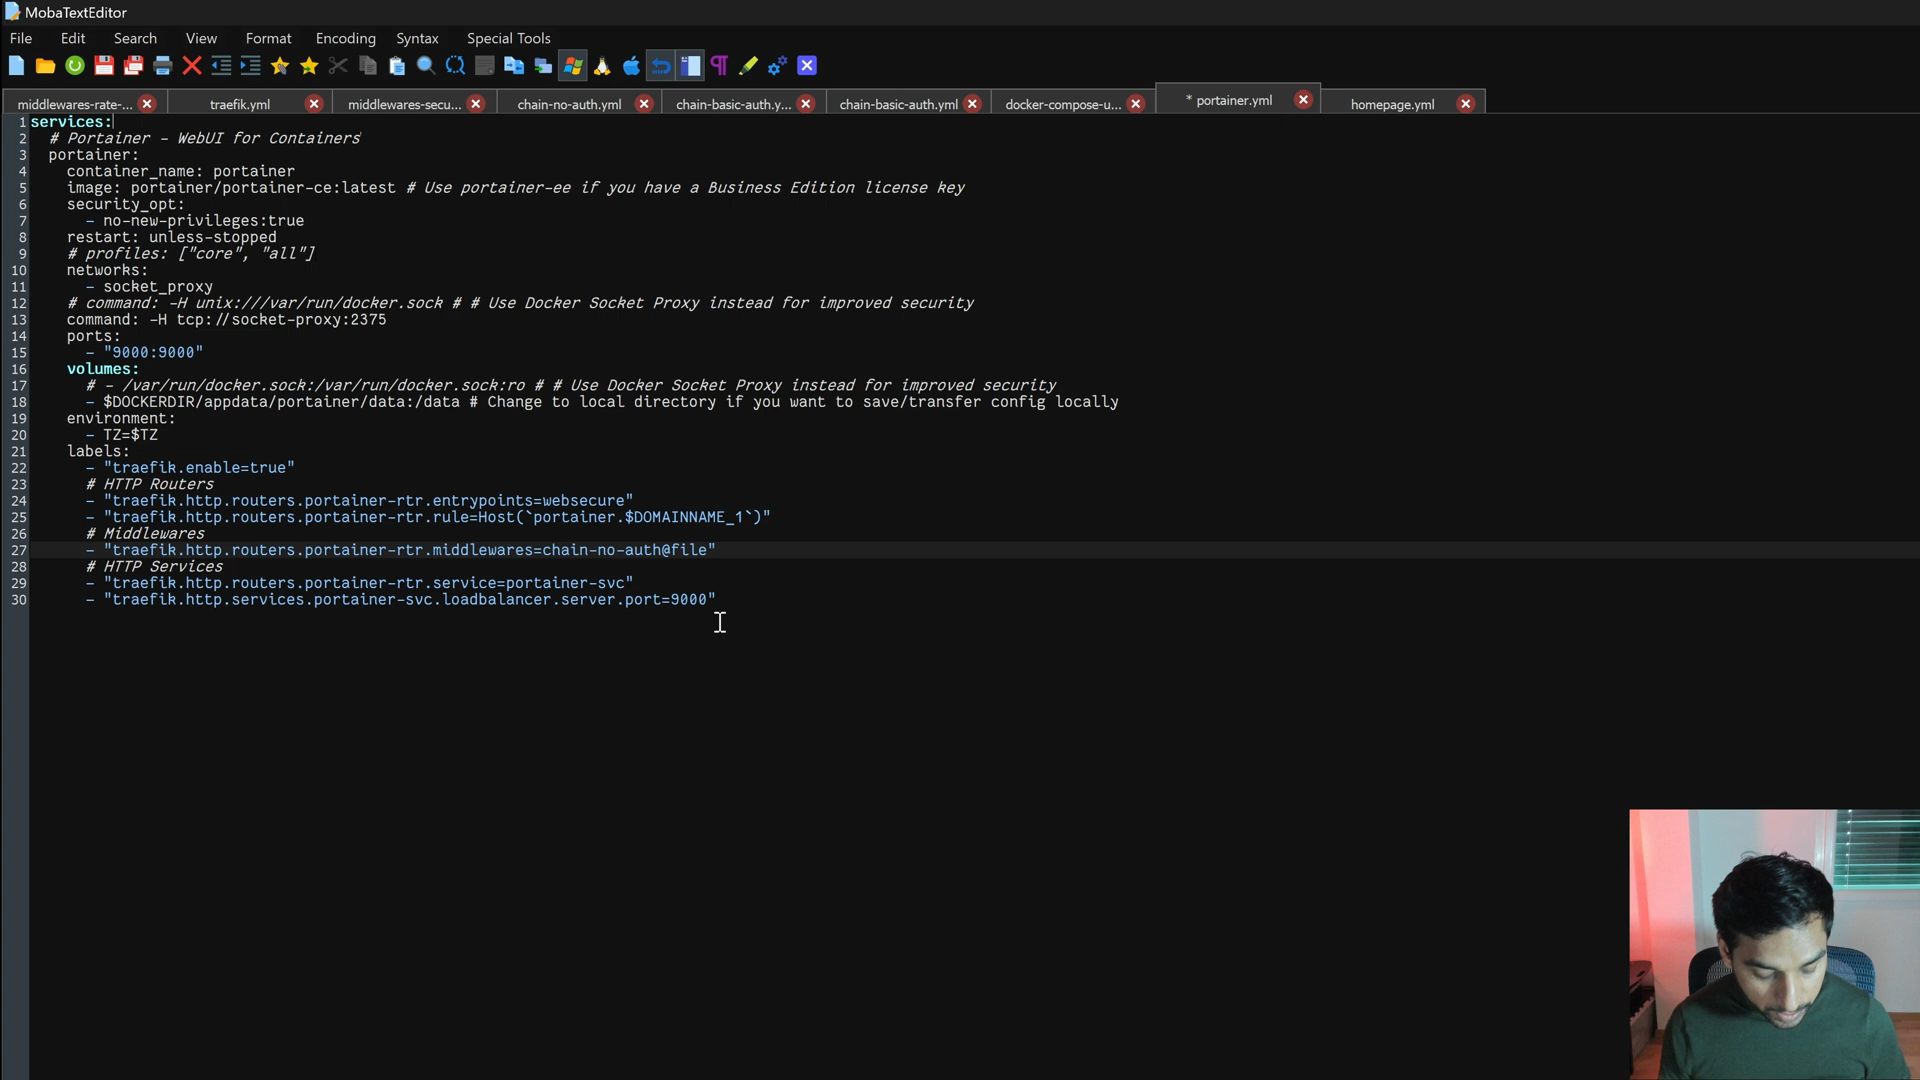 MobaTextEditor
File Edit Search View Format Encoding Syntax Special Tools
middlewares-rate-... traefik.yml middlewares-secu... chain-no-auth.yml chain-basic-auth.y... chain-basic-auth.yml docker-compose-u... * portainer.yml homepage.yml
1 services:
2   # Portainer - WebUI for Containers
3   portainer:
4     container_name: portainer
5     image: portainer/portainer-ce:latest # Use portainer-ee if you have a Business Edition license key
6     security_opt:
7       - no-new-privileges:true
8     restart: unless-stopped
9     # profiles: ["core", "all"]
10     networks:
11       - socket_proxy
12     # command: -H unix:///var/run/docker.sock # # Use Docker Socket Proxy instead for improved security
13     command: -H tcp://socket-proxy:2375
14     ports:
15       - "9000:9000"
16     volumes:
17       # - /var/run/docker.sock:/var/run/docker.sock:ro # # Use Docker Socket Proxy instead for improved security
18       - $DOCKERDIR/appdata/portainer/data:/data # Change to local directory if you want to save/transfer config locally
19     environment:
20       - TZ=$TZ
21     labels:
22       - "traefik.enable=true"
23       # HTTP Routers
24       - "traefik.http.routers.portainer-rtr.entrypoints=websecure"
25       - "traefik.http.routers.portainer-rtr.rule=Host(`portainer.$DOMAINNAME_1`)"
26       # Middlewares
27       - "traefik.http.routers.portainer-rtr.middlewares=chain-no-auth@file"
28       # HTTP Services
29       - "traefik.http.routers.portainer-rtr.service=portainer-svc"
30       - "traefik.http.services.portainer-svc.loadbalancer.server.port=9000"